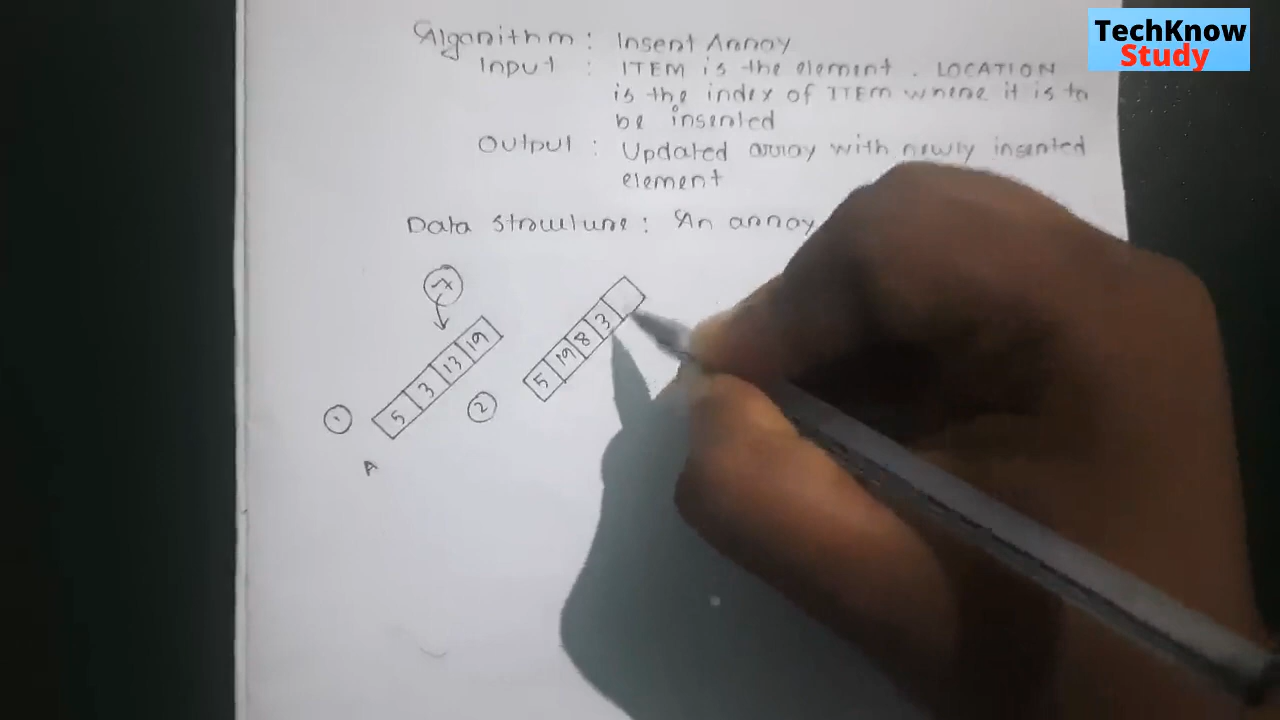 TechKnow
Study
Algorithm : Insert Array
Input : ITEM is the element . LOCATION
is the index of ITEM where it is to
be inserted
Output : Updated array with newly inserted
element
Data Structure : An array
5 3 13 19
1
A
5 19 8 3
2